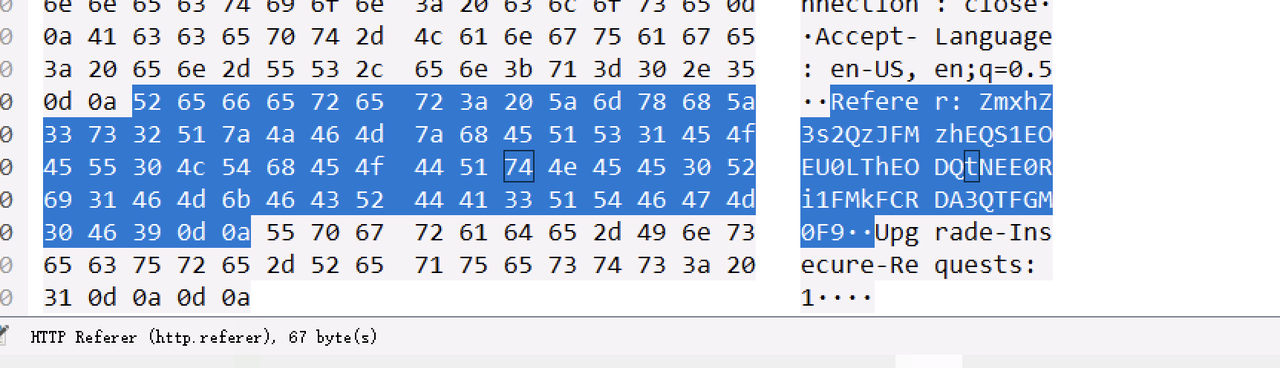 0 6e 6e 65 63 74 69 6f 6e 3a 20 63 6c 6f 73 65 0d nnection : close·
0 0a 41 63 63 65 70 74 2d 4c 61 6e 67 75 61 67 65 ·Accept- Language
0 3a 20 65 6e 2d 55 53 2c 65 6e 3b 71 3d 30 2e 35 : en-US, en;q=0.5
0 0d 0a 52 65 66 65 72 65 72 3a 20 5a 6d 78 68 5a ··Refere r: ZmxhZ
0 33 73 32 51 7a 4a 46 4d 7a 68 45 51 53 31 45 4f 3s2QzJFM zhEQS1EO
0 45 55 30 4c 54 68 45 4f 44 51 74 4e 45 45 30 52 EU0LThEO DQtNEE0R
0 69 31 46 4d 6b 46 43 52 44 41 33 51 54 46 47 4d i1FMkFCR DA3QTFGM
0 30 46 39 0d 0a 55 70 67 72 61 64 65 2d 49 6e 73 0F9··Upg rade-Ins
0 65 63 75 72 65 2d 52 65 71 75 65 73 74 73 3a 20 ecure-Re quests:
0 31 0d 0a 0d 0a 1····
HTTP Referer (http.referer), 67 byte(s)